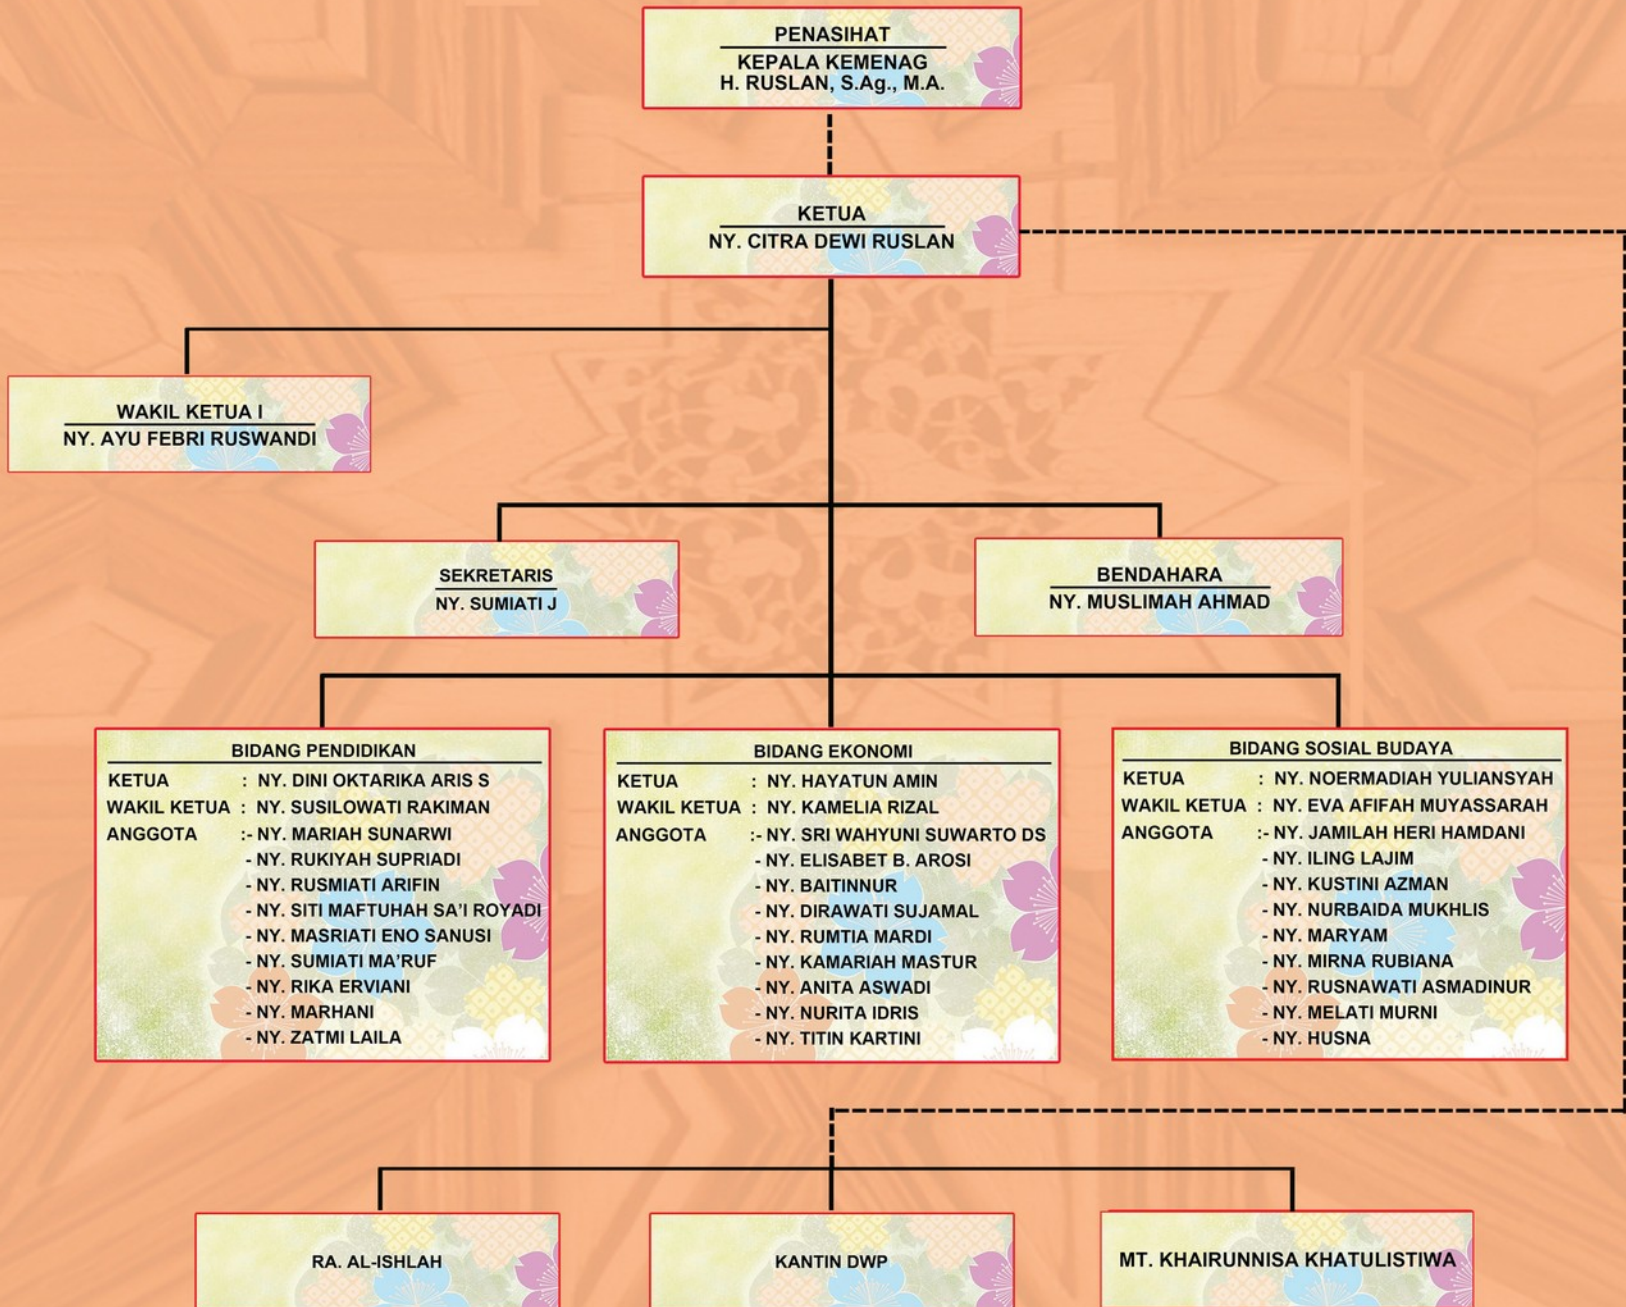 PENASIHAT
KEPALA KEMENAG
H. RUSLAN, S.Ag., M.A.
KETUA
NY. CITRA DEWI RUSLAN
WAKIL KETUA I
NY. AYU FEBRI RUSWANDI
SEKRETARIS
NY. SUMIATI J
BENDAHARA
NY. MUSLIMAH AHMAD
BIDANG PENDIDIKAN
KETUA : NY. DINI OKTARIKA ARIS S
WAKIL KETUA : NY. SUSILOWATI RAKIMAN
ANGGOTA :- NY. MARIAH SUNARWI
- NY. RUKIYAH SUPRIADI
- NY. RUSMIATI ARIFIN
- NY. SITI MAFTUHAH SA'I ROYADI
- NY. MASRIATI ENO SANUSI
- NY. SUMIATI MA'RUF
- NY. RIKA ERVIANI
- NY. MARHANI
- NY. ZATMI LAILA
BIDANG EKONOMI
KETUA : NY. HAYATUN AMIN
WAKIL KETUA : NY. KAMELIA RIZAL
ANGGOTA :- NY. SRI WAHYUNI SUWARTO DS
- NY. ELISABET B. AROSI
- NY. BAITINNUR
- NY. DIRAWATI SUJAMAL
- NY. RUMTIA MARDI
- NY. KAMARIAH MASTUR
- NY. ANITA ASWADI
- NY. NURITA IDRIS
- NY. TITIN KARTINI
BIDANG SOSIAL BUDAYA
KETUA : NY. NOERMADIAH YULIANSYAH
WAKIL KETUA : NY. EVA AFIFAH MUYASSARAH
ANGGOTA :- NY. JAMILAH HERI HAMDANI
- NY. ILING LAJIM
- NY. KUSTINI AZMAN
- NY. NURBAIDA MUKHLIS
- NY. MARYAM
- NY. MIRNA RUBIANA
- NY. RUSNAWATI ASMADINUR
- NY. MELATI MURNI
- NY. HUSNA
RA. AL-ISHLAH
KANTIN DWP
MT. KHAIRUNNISA KHATULISTIWA